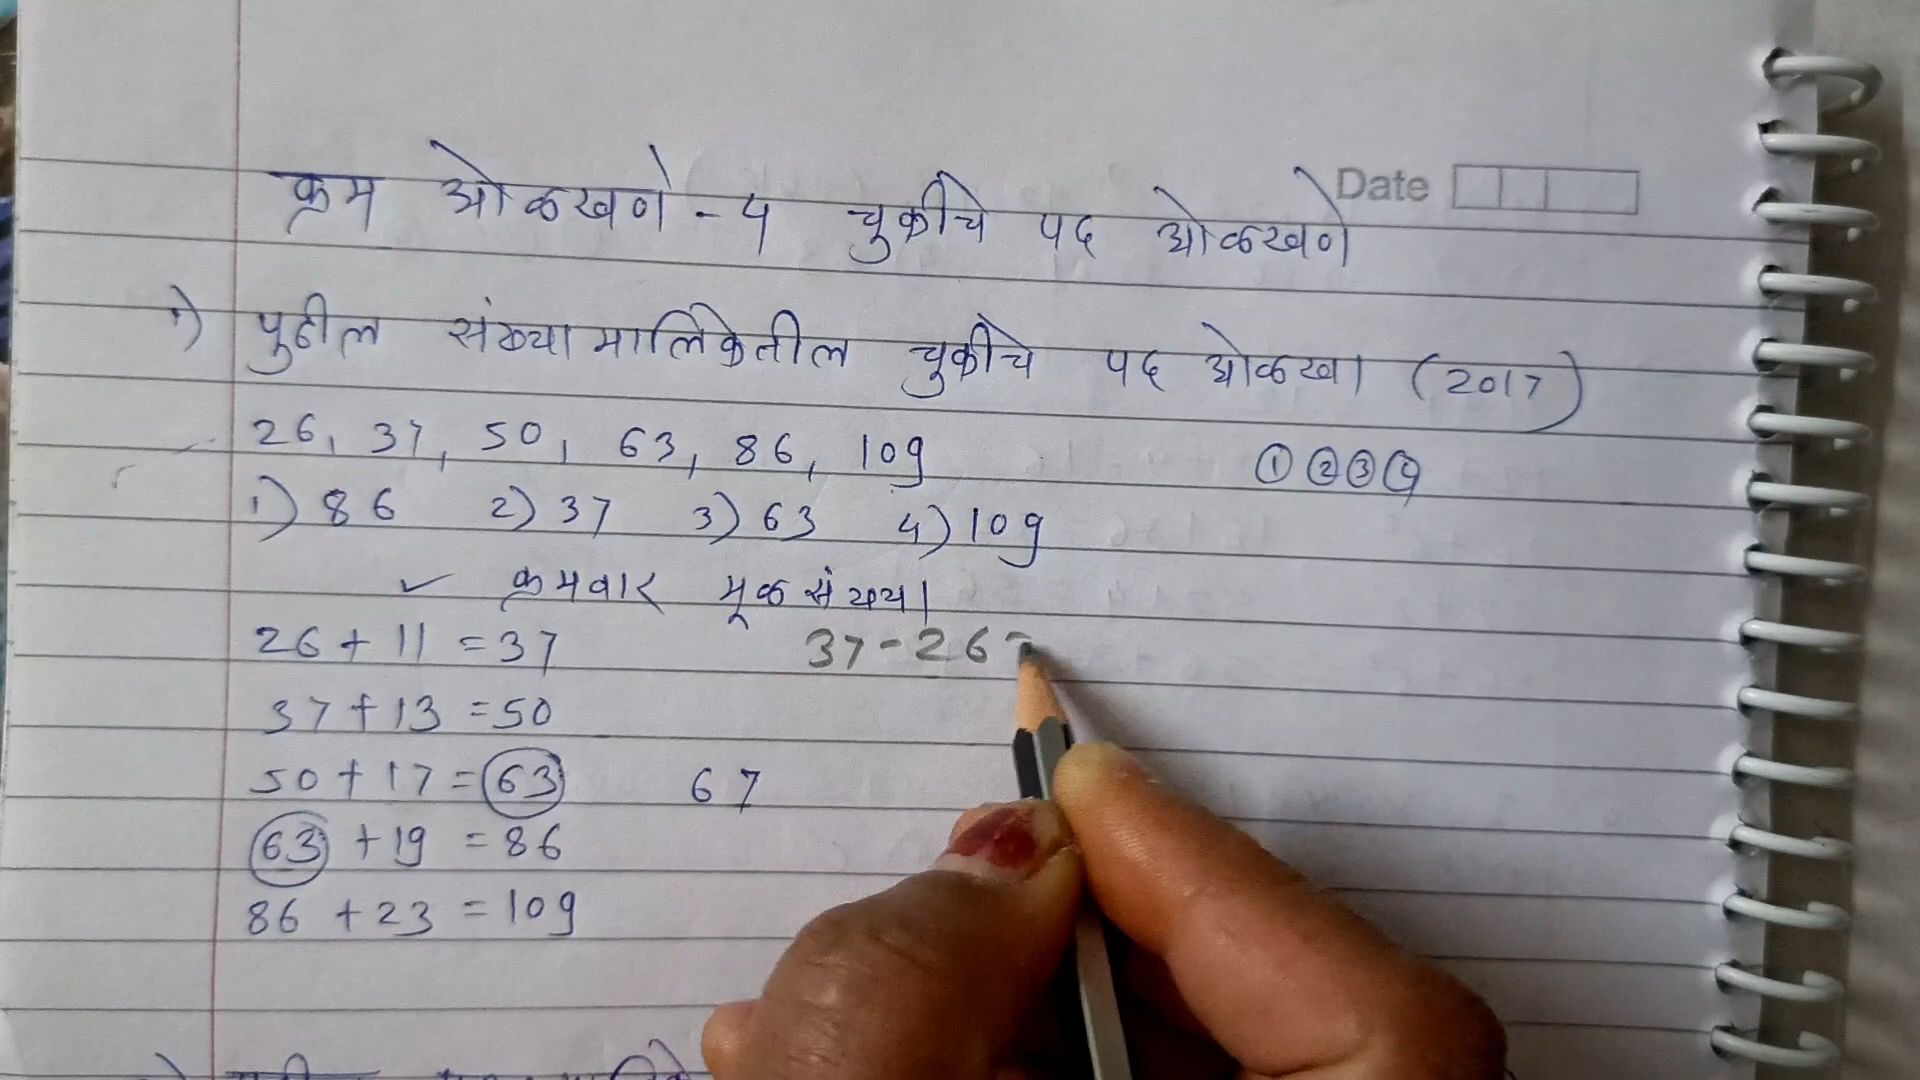 Date
क्रम ओळखणे - 4 चुकीचे पद ओळखणे
1) पुढील संख्यामालिकेतील चुकीचे पद ओळखा (2017)
26, 37, 50, 63, 86, 109 ① ② ③ ④
1) 86 2) 37 3) 63 4) 109
✓ क्रमवार मूळ संख्या
26 + 11 = 37 37 - 26 =
37 + 13 = 50
50 + 17 = 63 67
63 + 19 = 86
86 + 23 = 109